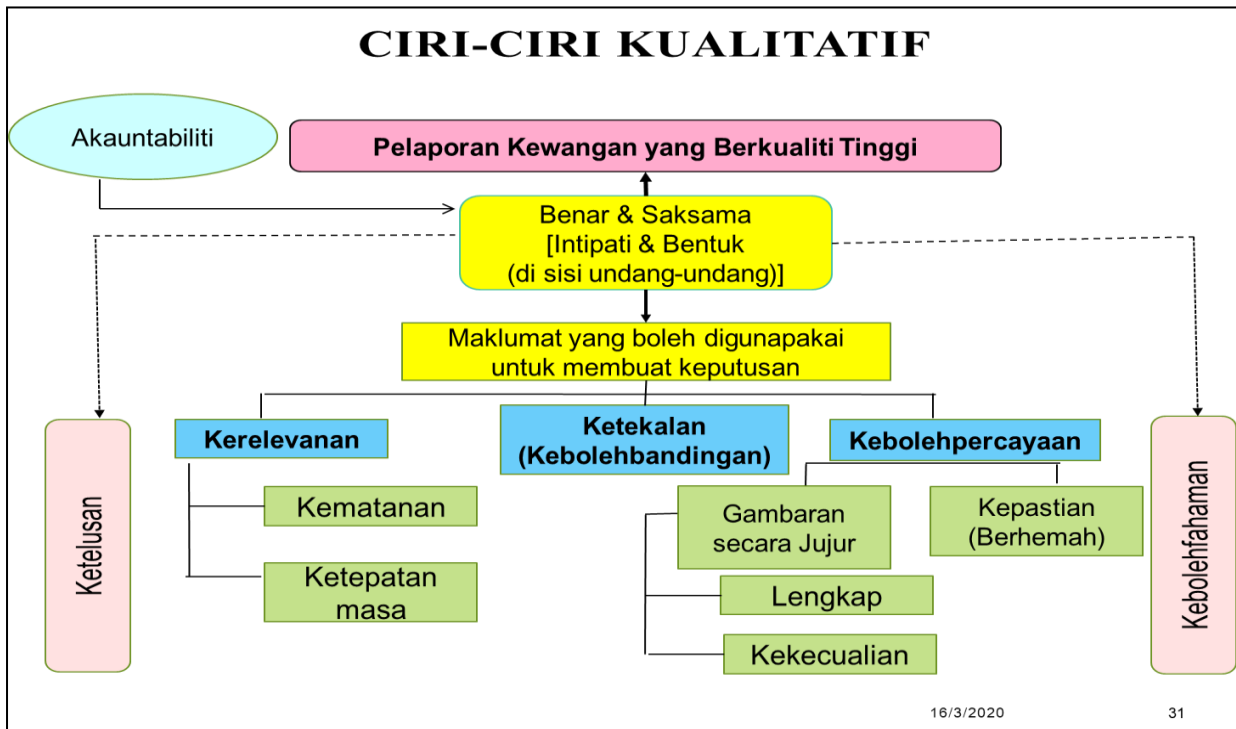 CIRI-CIRI KUALITATIF
Akauntabiliti
Pelaporan Kewangan yang Berkualiti Tinggi
Benar & Saksama
[Intipati & Bentuk
(di sisi undang-undang)]
Maklumat yang boleh digunapakai
untuk membuat keputusan
Ketelusan
Kerelevanan
Kematanan
Ketepatan
masa
Ketekalan
(Kebolehbandingan)
Kebolehpercayaan
Gambaran
secara Jujur
Lengkap
Kekecualian
Kepastian
(Berhemah)
Kebolehfahaman
16/3/2020
31